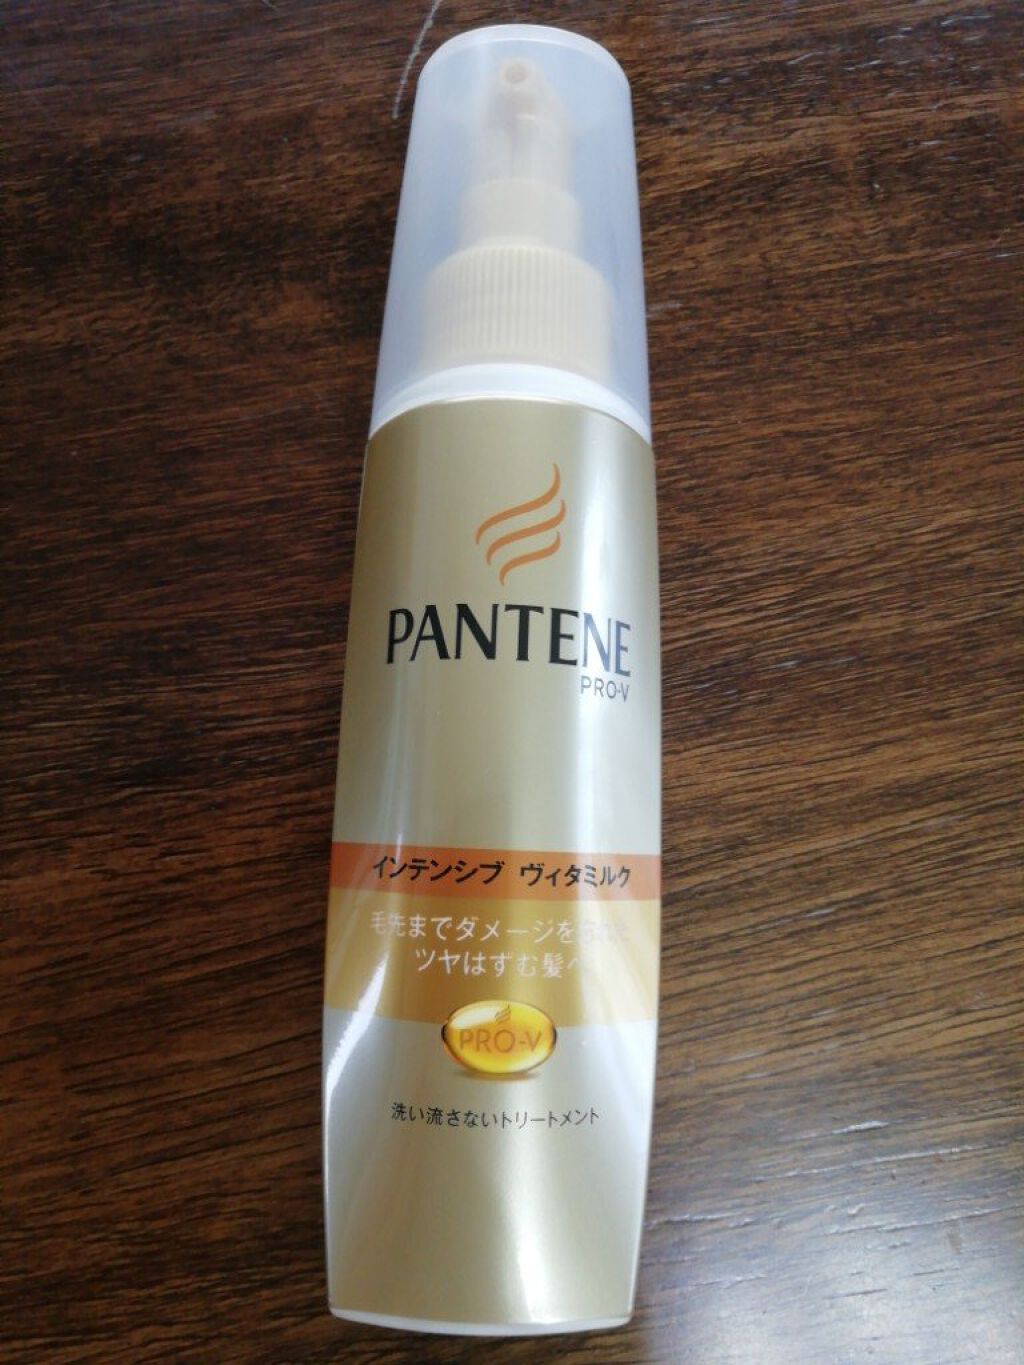 PANTENE
PRO-V
インテンシブ ヴィタミルク
毛先までダメージを
ツヤはずむ髪へ
PRO-V
洗い流さないトリートメント